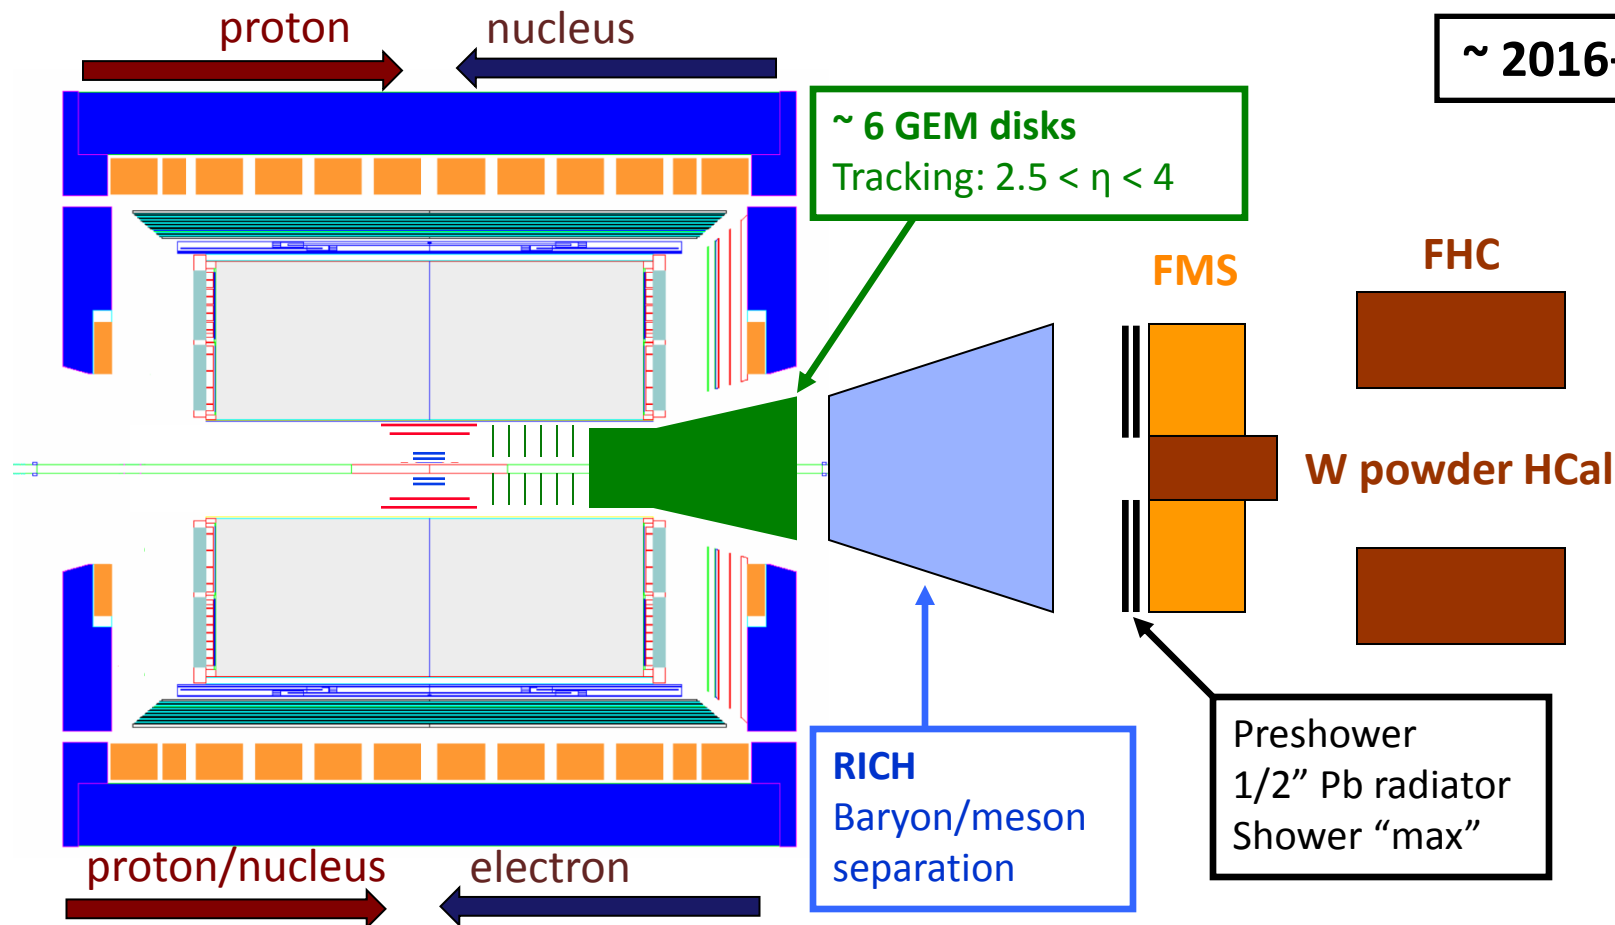 proton
nucleus
~ 2016-
~ 6 GEM disks
Tracking: 2.5 < η < 4
FMS
FHC
W powder HCal
RICH
Baryon/meson
separation
Preshower
1/2” Pb radiator
Shower “max”
proton/nucleus
electron